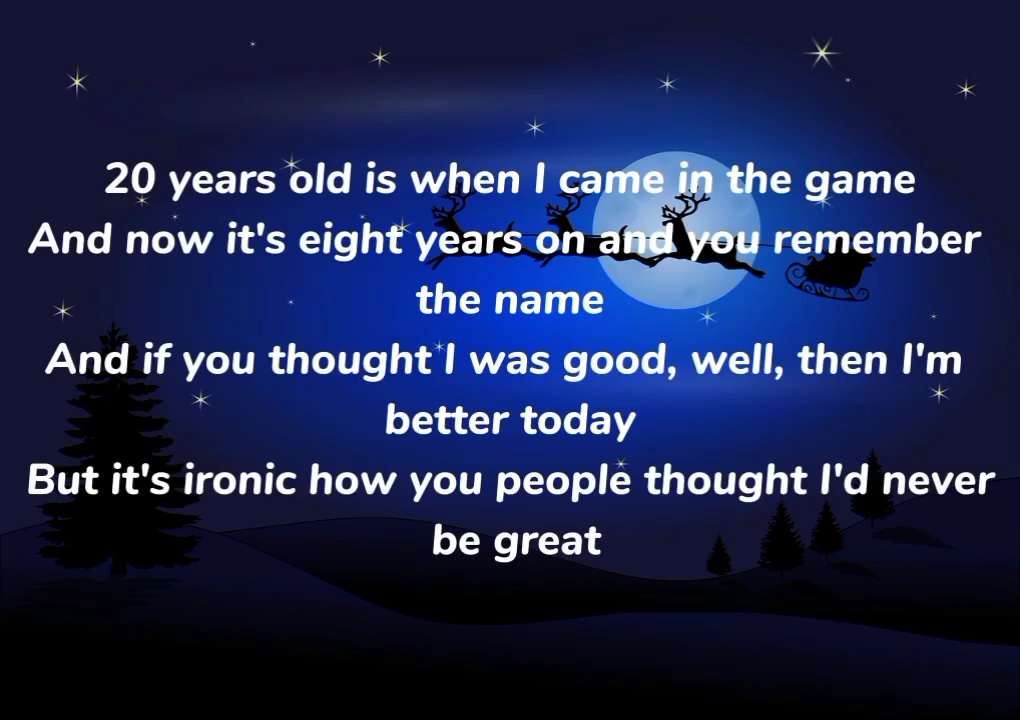 20 years old is when I came in the game
And now it's eight years on and you remember
the name
And if you thought I was good, well, then I'm
better today
But it's ironic how you people thought I'd never
be great